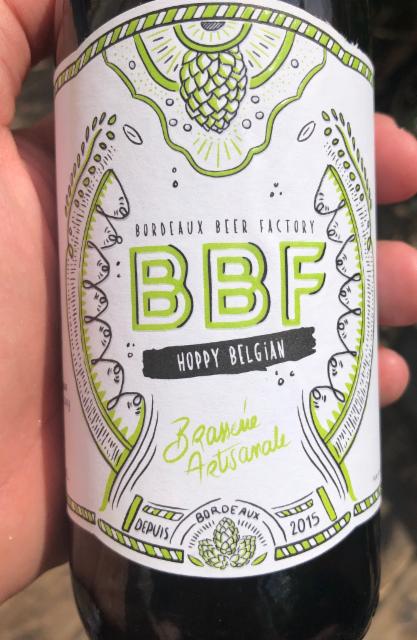 BORDEAUX BEER FACTORY
BBF
HOPPY BELGIAN
Brasserie
Artisanale
BORDEAUX
DEPUIS 2015